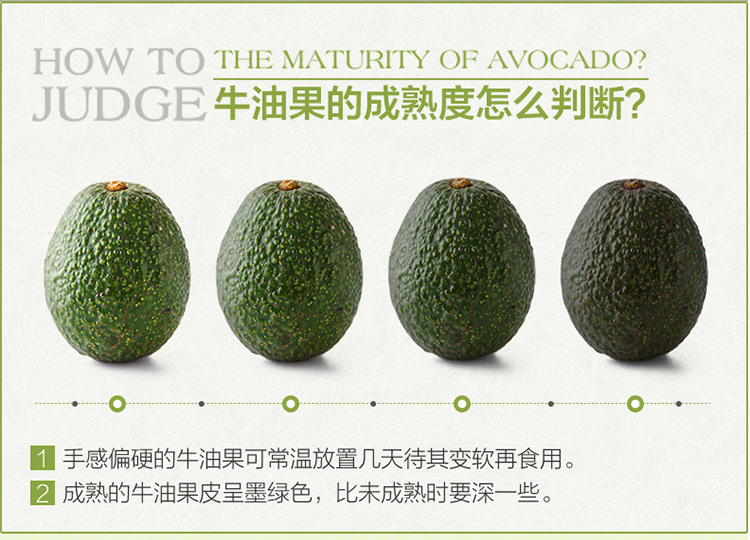 HOW TO
JUDGE
THE MATURITY OF AVOCADO?
牛油果的成熟度怎么判断?
1 手感偏硬的牛油果可常温放置几天待其变软再食用。
2 成熟的牛油果皮呈墨绿色，比未成熟时要深一些。